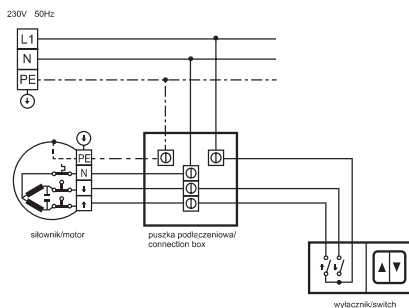 230V 50Hz
L1
N
PE
PE
N
siłownik/motor
puszka podłączeniowa/
connection box
wyłącznik/switch